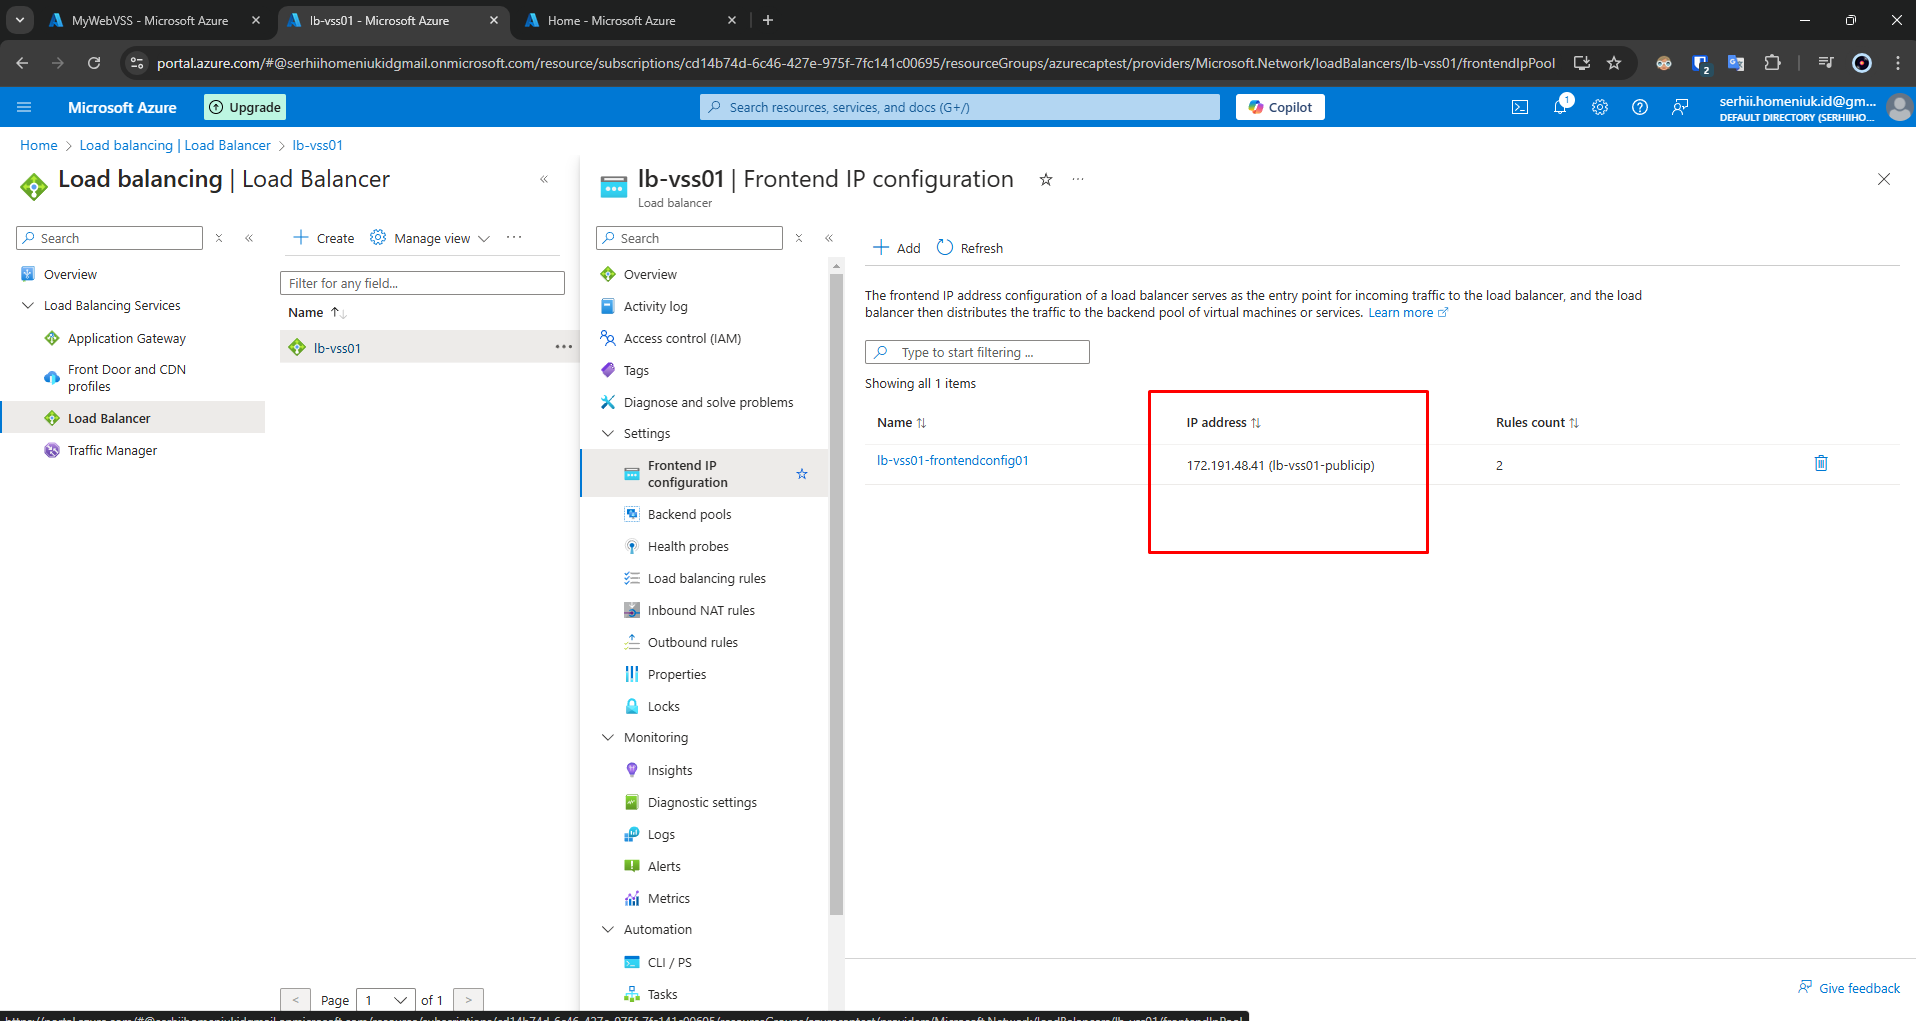 MyWebVSS - Microsoft Azure
lb-vss01 - Microsoft Azure
Home - Microsoft Azure
portal.azure.com/#@serhiihomeniukidgmail.onmicrosoft.com/resource/subscriptions/cd14b74d-6c46-427e-975f-7fc141c00695/resourceGroups/azurecaptest/providers/Microsoft.Network/loadBalancers/lb-vss01/frontendIpPool
2
Microsoft Azure
Upgrade
Search resources, services, and docs (G+/)
Copilot
1
serhii.homeniuk.id@gm...
DEFAULT DIRECTORY (SERHIIHO...
Home > Load balancing | Load Balancer > lb-vss01
Load balancing | Load Balancer
Search
Overview
Load Balancing Services
Application Gateway
Front Door and CDN
profiles
Load Balancer
Traffic Manager
Create
Manage view
Filter for any field...
Name
lb-vss01
< Page 1 of 1 >
lb-vss01 | Frontend IP configuration
Load balancer
Search
Overview
Activity log
Access control (IAM)
Tags
Diagnose and solve problems
Settings
Frontend IP
configuration
Backend pools
Health probes
Load balancing rules
Inbound NAT rules
Outbound rules
Properties
Locks
Monitoring
Insights
Diagnostic settings
Logs
Alerts
Metrics
Automation
CLI / PS
Tasks
Add
Refresh
The frontend IP address configuration of a load balancer serves as the entry point for incoming traffic to the load balancer, and the load
balancer then distributes the traffic to the backend pool of virtual machines or services. Learn more
Type to start filtering ...
Showing all 1 items
Name IP address Rules count
lb-vss01-frontendconfig01 172.191.48.41 (lb-vss01-publicip) 2
Give feedback